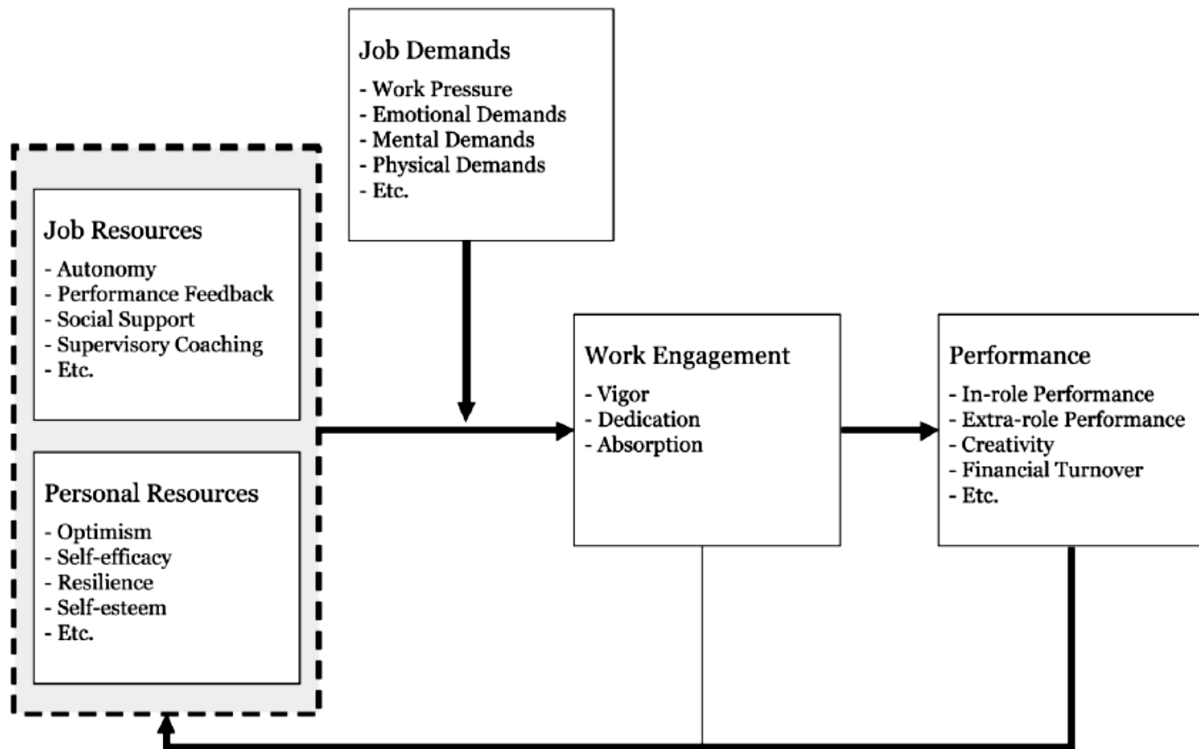 Job Demands
- Work Pressure
- Emotional Demands
- Mental Demands
- Physical Demands
- Etc.
Job Resources
- Autonomy
- Performance Feedback
- Social Support
- Supervisory Coaching
- Etc.
Personal Resources
- Optimism
- Self-efficacy
- Resilience
- Self-esteem
- Etc.
Work Engagement
- Vigor
- Dedication
- Absorption
Performance
- In-role Performance
- Extra-role Performance
- Creativity
- Financial Turnover
- Etc.